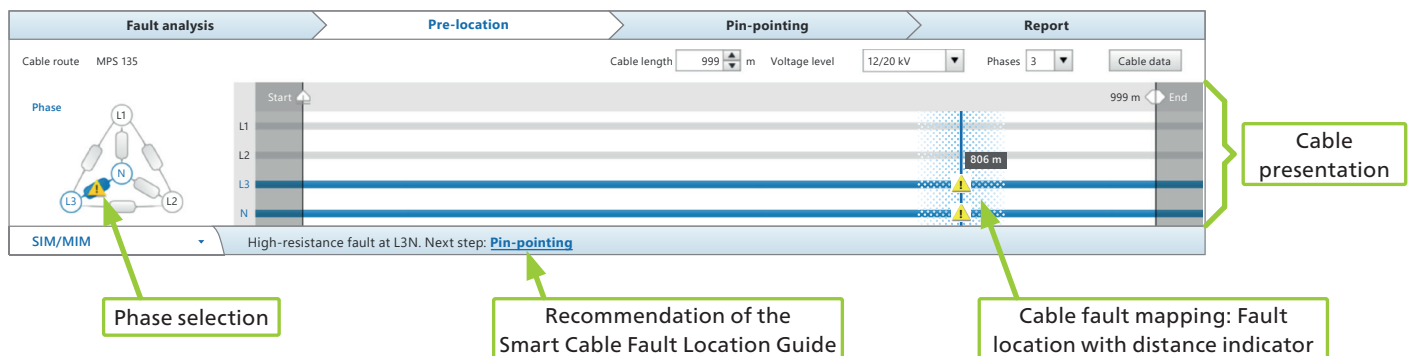 Fault analysis Pre-location Pin-pointing Report
Cable route MPS 135 Cable length 999 m Voltage level 12/20 kV Phases 3 Cable data
Phase
L1
N
L3
L2
Start 999 m End
L1
L2
806 m
L3
N
SIM/MIM High-resistance fault at L3N. Next step: Pin-pointing
Cable
presentation
Phase selection
Recommendation of the
Smart Cable Fault Location Guide
Cable fault mapping: Fault
location with distance indicator